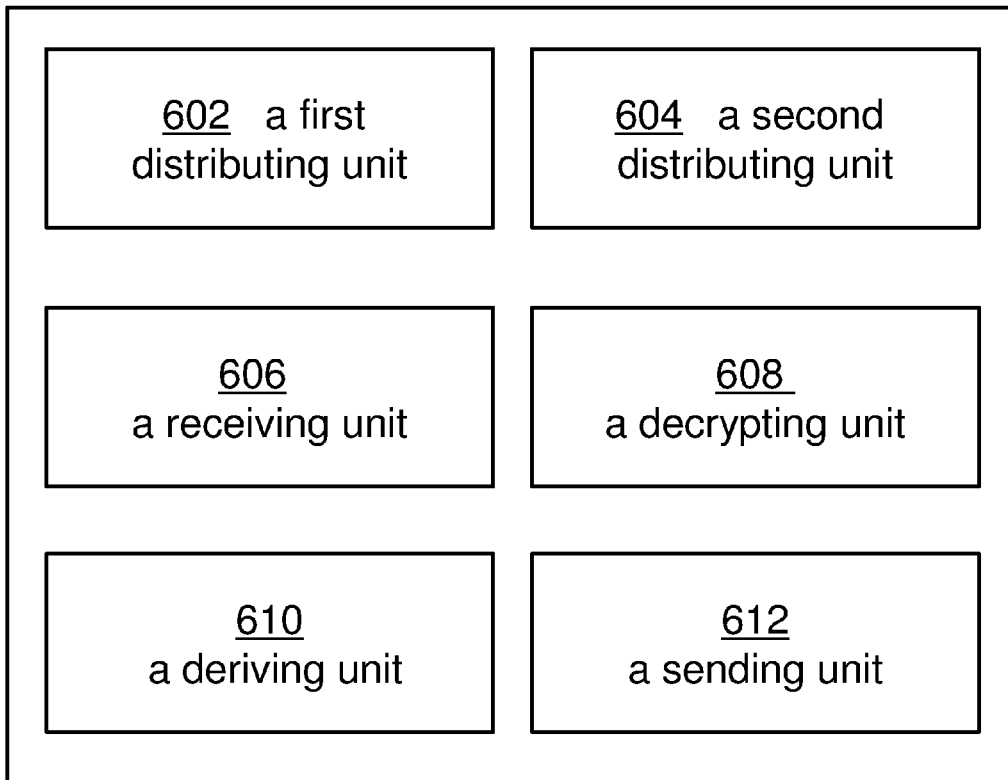 602 a first
distributing unit
604 a second
distributing unit
606
a receiving unit
608
a decrypting unit
610
a deriving unit
612
a sending unit